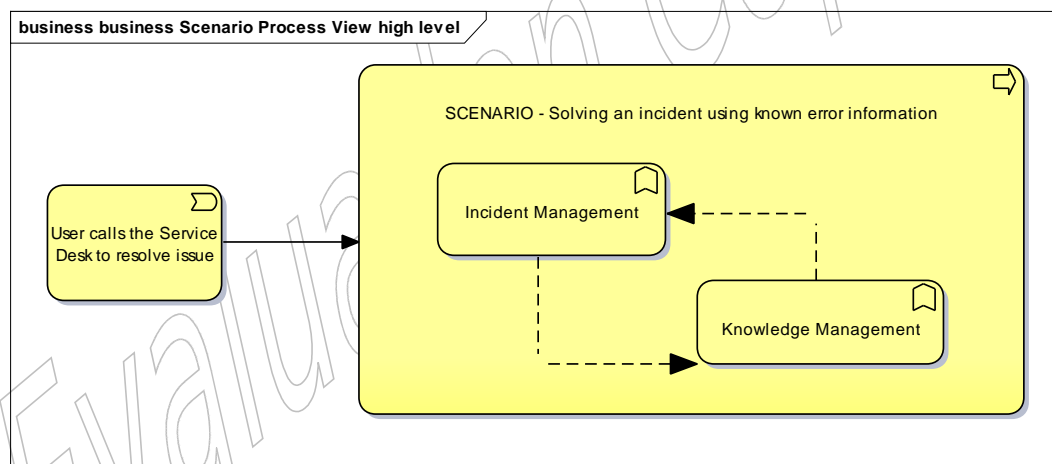 business business Scenario Process View high level
SCENARIO - Solving an incident using known error information
Incident Management
User calls the Service
Desk to resolve issue
Knowledge Management